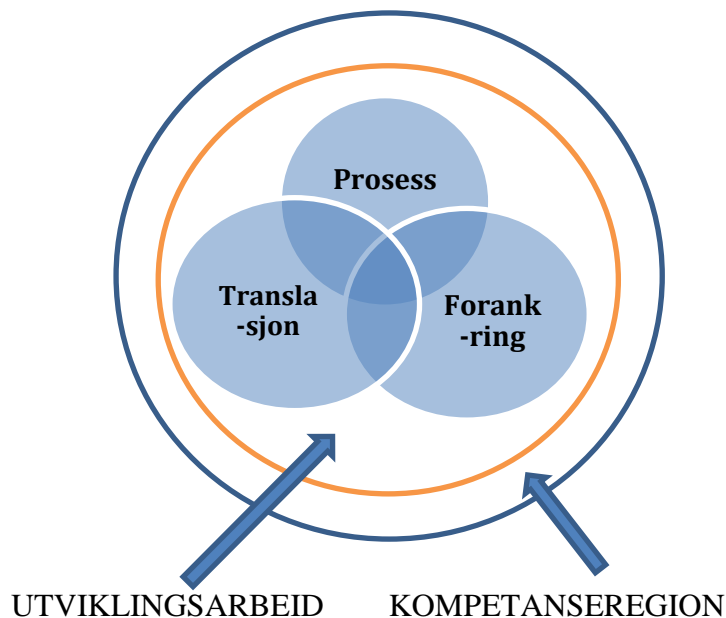 Prosess
Transla
-sjon
Forank
-ring
UTVIKLINGSARBEID
KOMPETANSEREGION